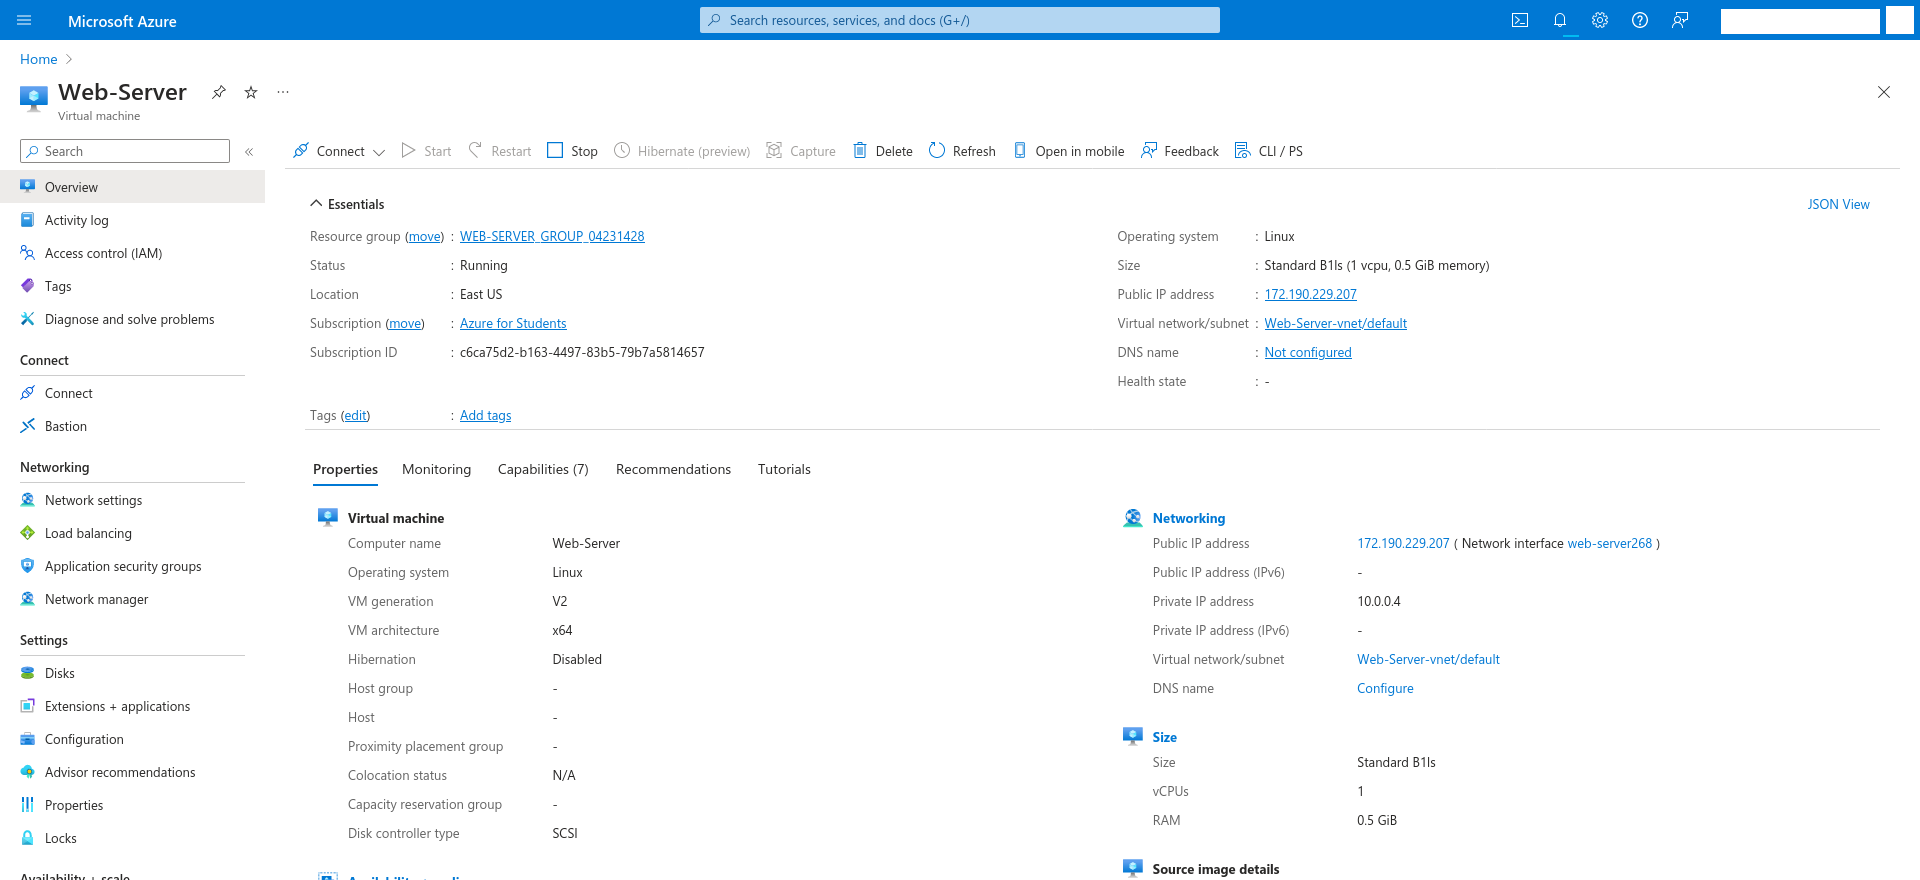 Microsoft Azure
Search resources, services, and docs (G+/)
Home
Web-Server
Virtual machine
Search
Overview
Activity log
Access control (IAM)
Tags
Diagnose and solve problems
Connect
Connect
Bastion
Networking
Network settings
Load balancing
Application security groups
Network manager
Settings
Disks
Extensions + applications
Configuration
Advisor recommendations
Properties
Locks
Availability + scale
Connect Start Restart Stop Hibernate (preview) Capture Delete Refresh Open in mobile Feedback CLI / PS
Essentials
JSON View
Resource group (move) : WEB-SERVER_GROUP_04231428
Status : Running
Location : East US
Subscription (move) : Azure for Students
Subscription ID : c6ca75d2-b163-4497-83b5-79b7a5814657
Operating system : Linux
Size : Standard B1ls (1 vcpu, 0.5 GiB memory)
Public IP address : 172.190.229.207
Virtual network/subnet : Web-Server-vnet/default
DNS name : Not configured
Health state : -
Tags (edit) : Add tags
Properties Monitoring Capabilities (7) Recommendations Tutorials
Virtual machine
Computer name Web-Server
Operating system Linux
VM generation V2
VM architecture x64
Hibernation Disabled
Host group -
Host -
Proximity placement group -
Colocation status N/A
Capacity reservation group -
Disk controller type SCSI
Networking
Public IP address 172.190.229.207 ( Network interface web-server268 )
Public IP address (IPv6) -
Private IP address 10.0.0.4
Private IP address (IPv6) -
Virtual network/subnet Web-Server-vnet/default
DNS name Configure
Size
Size Standard B1ls
vCPUs 1
RAM 0.5 GiB
Source image details